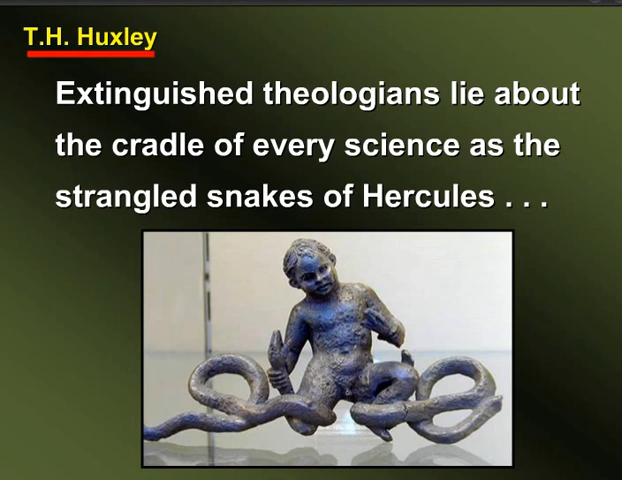 T.H. Huxley
Extinguished theologians lie about
the cradle of every science as the
strangled snakes of Hercules . . .